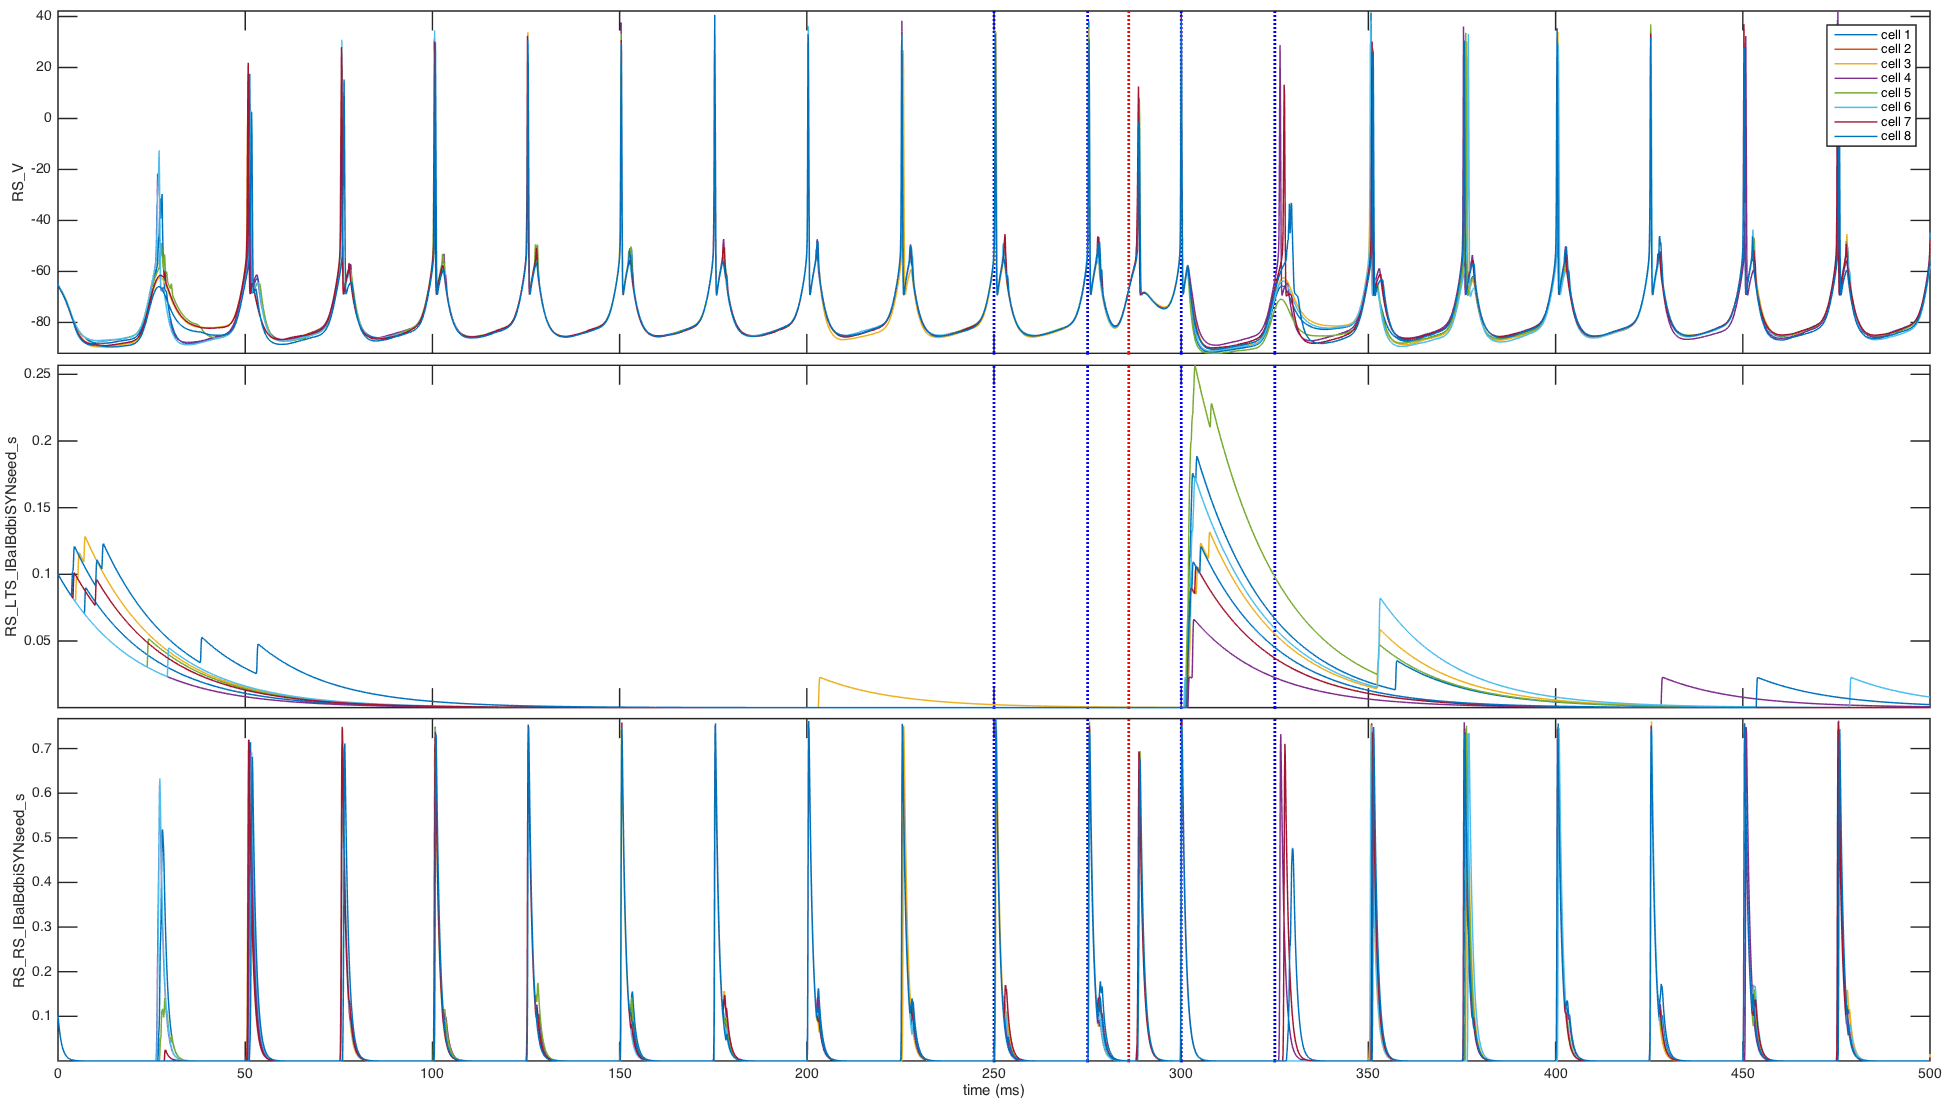 40
20
0
-20
-40
-60
-80
RS_V
cell 1
cell 2
cell 3
cell 4
cell 5
cell 6
cell 7
cell 8
0.25
0.2
0.15
0.1
0.05
RS_LTS_IBaIBdbiSYNseed_s
0.7
0.6
0.5
0.4
0.3
0.2
0.1
RS_RS_IBaIBdbiSYNseed_s
0 50 100 150 200 250 300 350 400 450 500
time (ms)